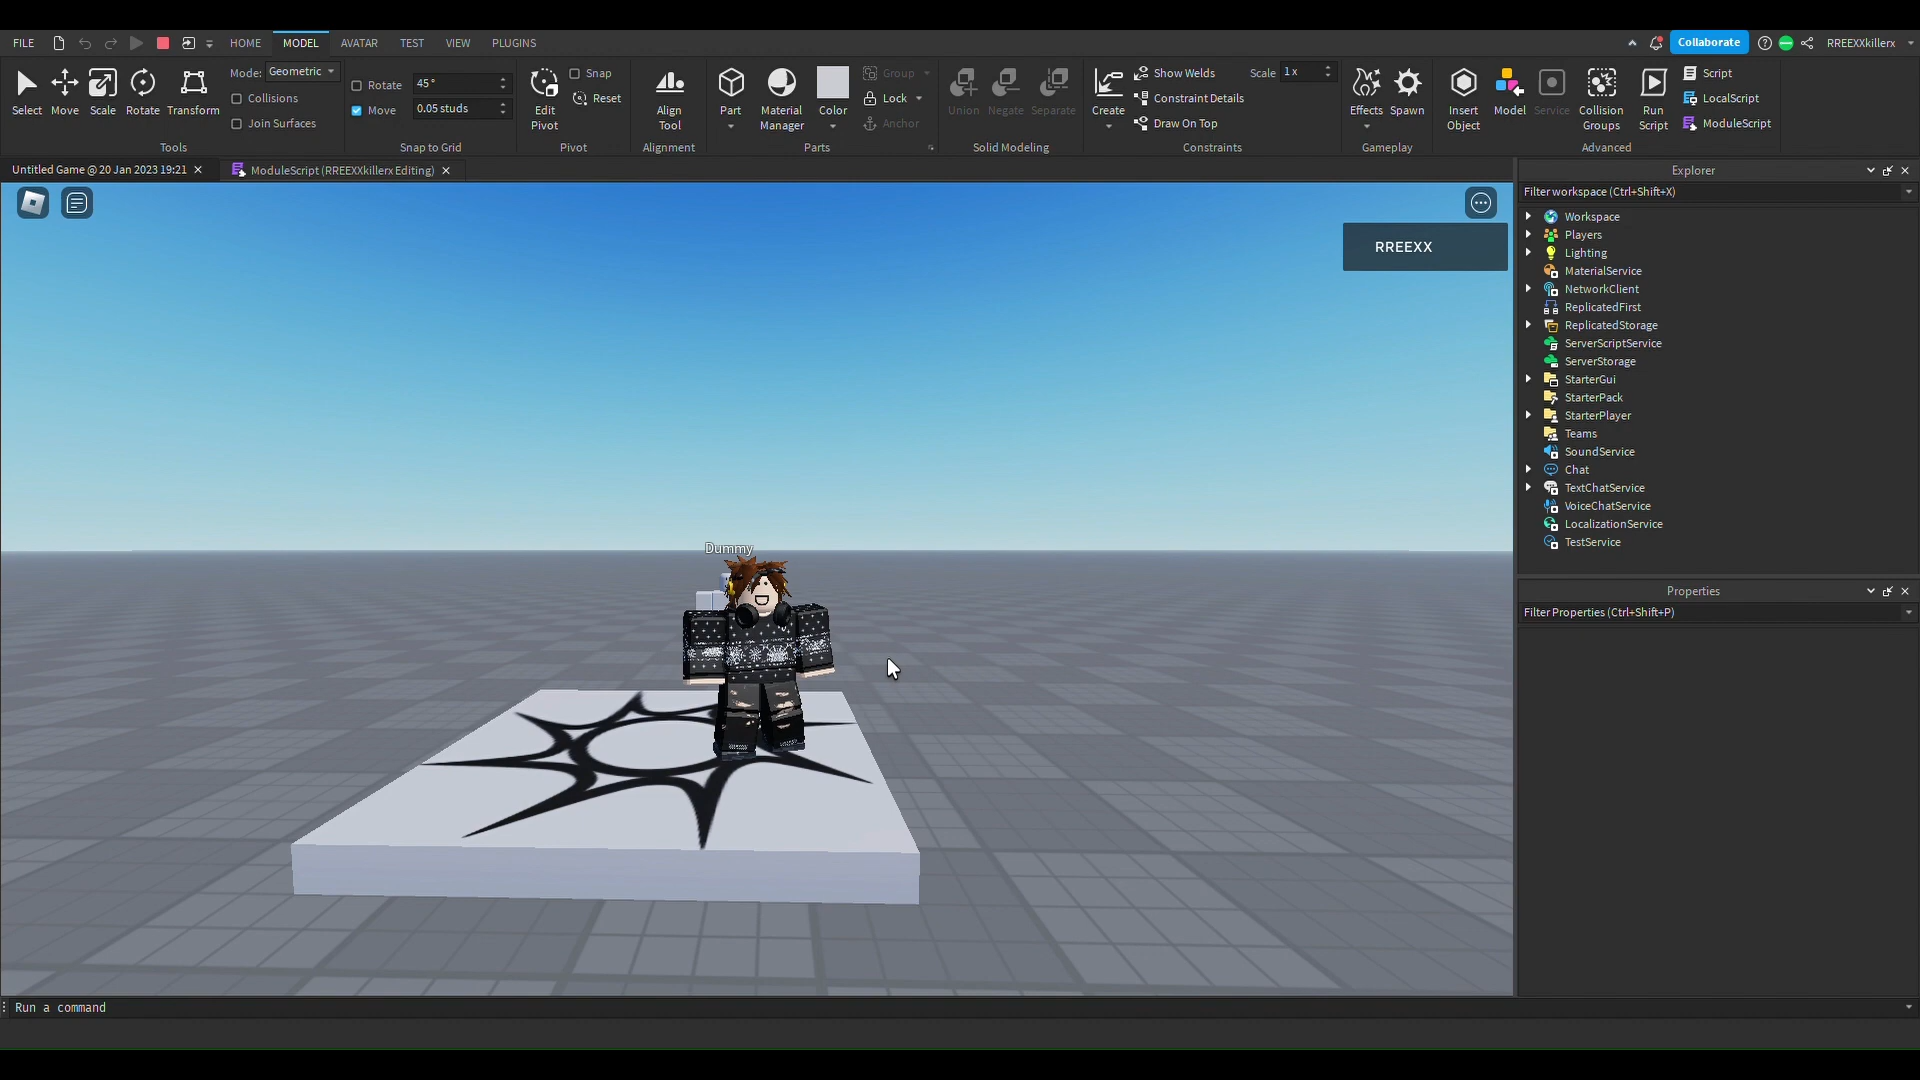 FILE HOME MODEL AVATAR TEST VIEW PLUGINS Collaborate RREEXXkillerx
Select Move Scale Rotate Transform
Mode: Geometric
Collisions
Join Surfaces
Tools
Rotate 45°
Move 0.05 studs
Snap to Grid
Edit
Pivot
Snap
Reset
Pivot
Align
Tool
Alignment
Part
Material
Manager
Color
Group
Lock
Anchor
Parts
Union Negate Separate
Solid Modeling
Create
Show Welds Scale 1 x
Constraint Details
Draw On Top
Constraints
Effects Spawn
Gameplay
Insert
Object
Model
Service
Collision
Groups
Run
Script
Script
LocalScript
ModuleScript
Advanced
Untitled Game @ 20 Jan 2023 19:21
ModuleScript (RREEXXkillerx Editing)
RREEXX
Dummy
Explorer
Filter workspace (Ctrl+Shift+X)
Workspace
Players
Lighting
MaterialService
NetworkClient
ReplicatedFirst
ReplicatedStorage
ServerScriptService
ServerStorage
StarterGui
StarterPack
StarterPlayer
Teams
SoundService
Chat
TextChatService
VoiceChatService
LocalizationService
TestService
Properties
Filter Properties (Ctrl+Shift+P)
Run a command